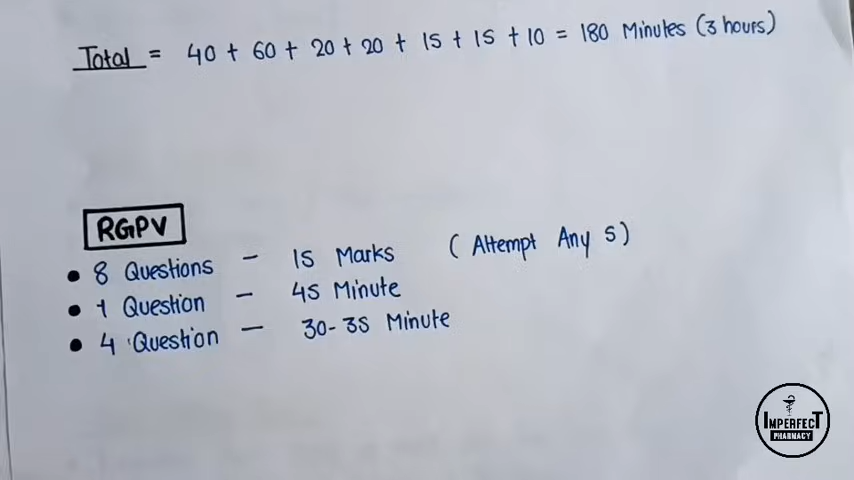 Total = 40 + 60 + 20 + 20 + 15 + 15 + 10 = 180 Minutes (3 hours)
RGPV
• 8 Questions - 15 Marks (Attempt Any 5)
• 1 Question - 45 Minute
• 4 Question - 30-35 Minute
IMPERFECT
PHARMACY